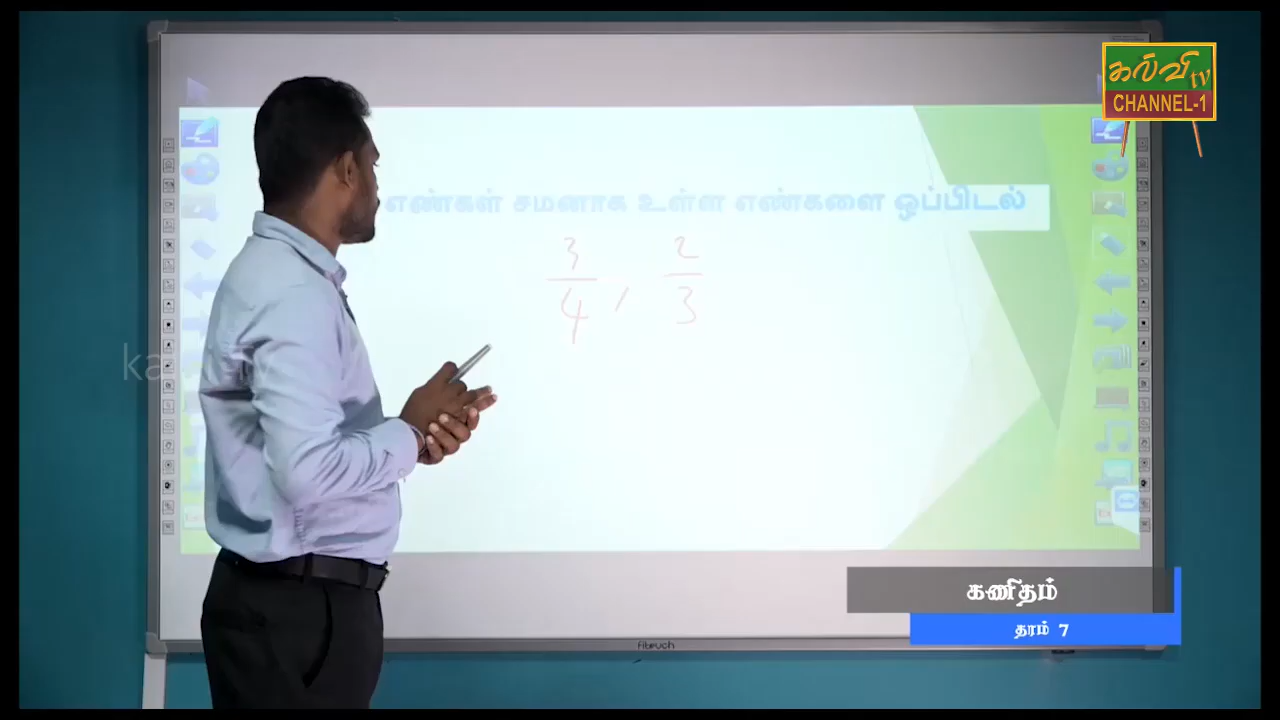 கல்வி tv
CHANNEL-1
எண்கள் சமனாக உள்ள எண்களை ஒப்பிடல்
3/4 , 2/3
கணிதம்
தரம் 7